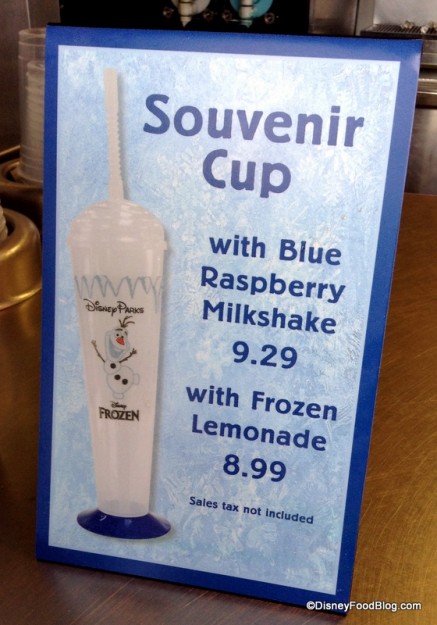 Souvenir
Cup
with Blue
Raspberry
Milkshake
9.29
with Frozen
Lemonade
8.99
Sales tax not included
Disney Parks
Disney
FROZEN
©DisneyFoodBlog.com